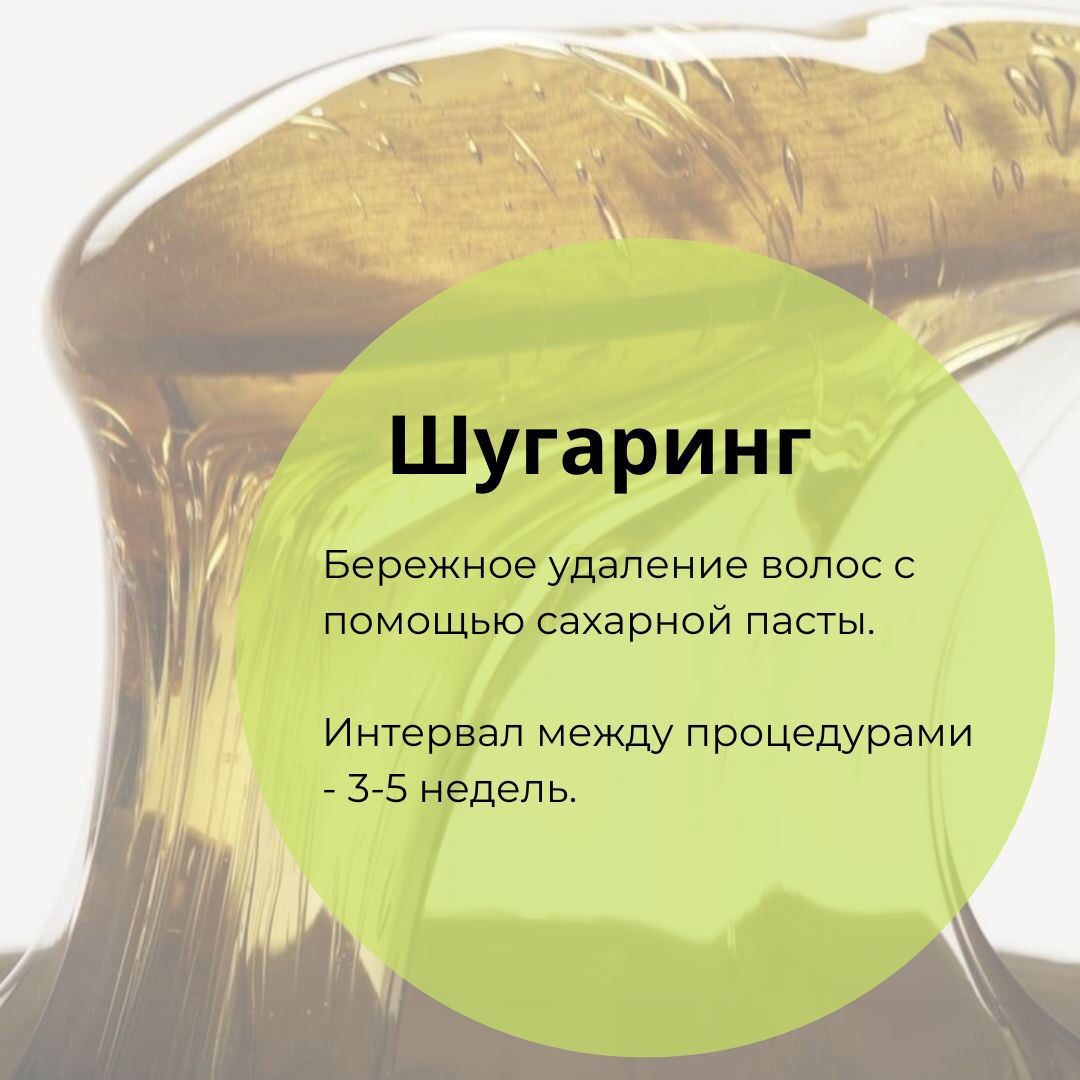 Шугаринг
Бережное удаление волос с
помощью сахарной пасты.
Интервал между процедурами
- 3-5 недель.